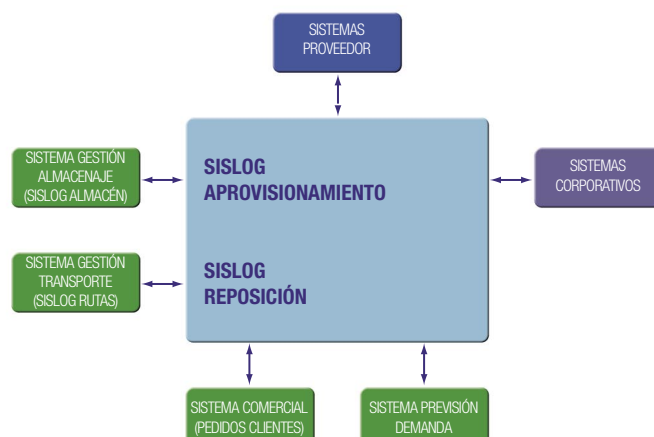 SISTEMAS
PROVEEDOR
SISTEMA GESTIÓN
ALMACENAJE
(SISLOG ALMACÉN)
SISLOG
APROVISIONAMIENTO
SISTEMAS
CORPORATIVOS
SISTEMA GESTIÓN
TRANSPORTE
(SISLOG RUTAS)
SISLOG
REPOSICIÓN
SISTEMA COMERCIAL
(PEDIDOS CLIENTES)
SISTEMA PREVISIÓN
DEMANDA